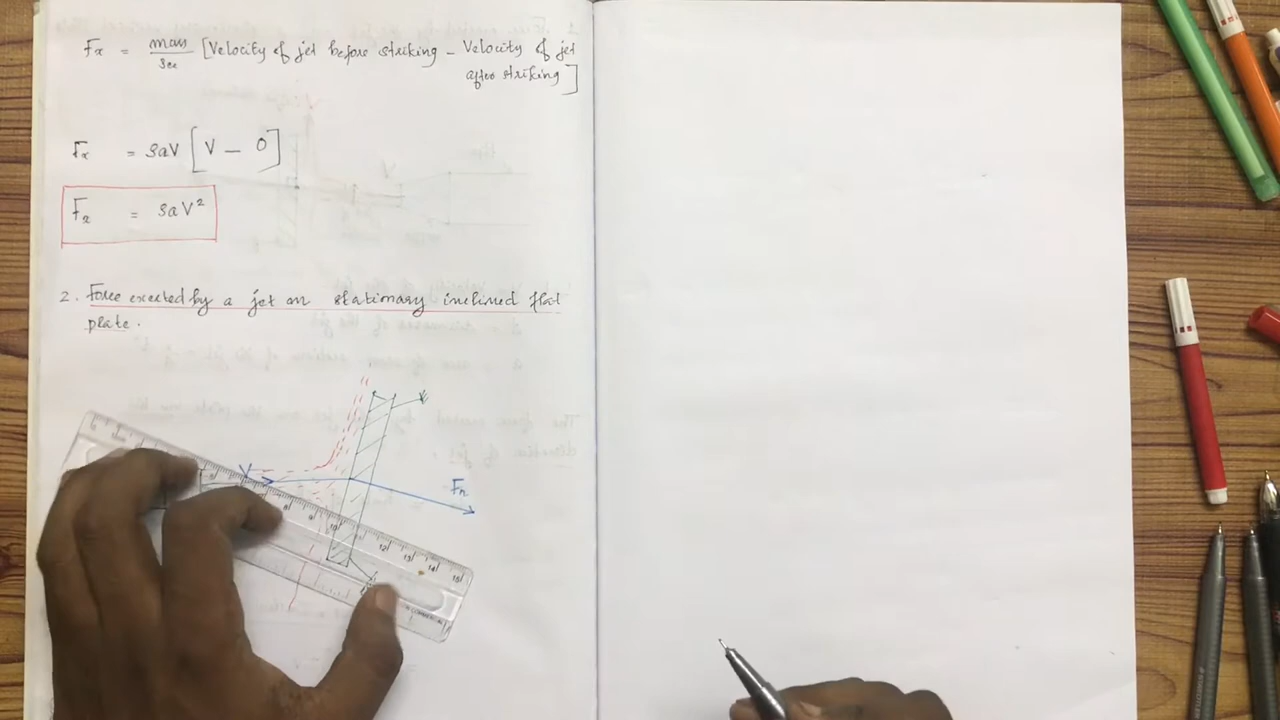 Fx = mass/sec [Velocity of jet before striking - Velocity of jet
after striking]
Fx = ρaV [V - 0]
Fx = ρaV²
2. Force exerted by a jet on stationary inclined flat
plate.
V
Fn